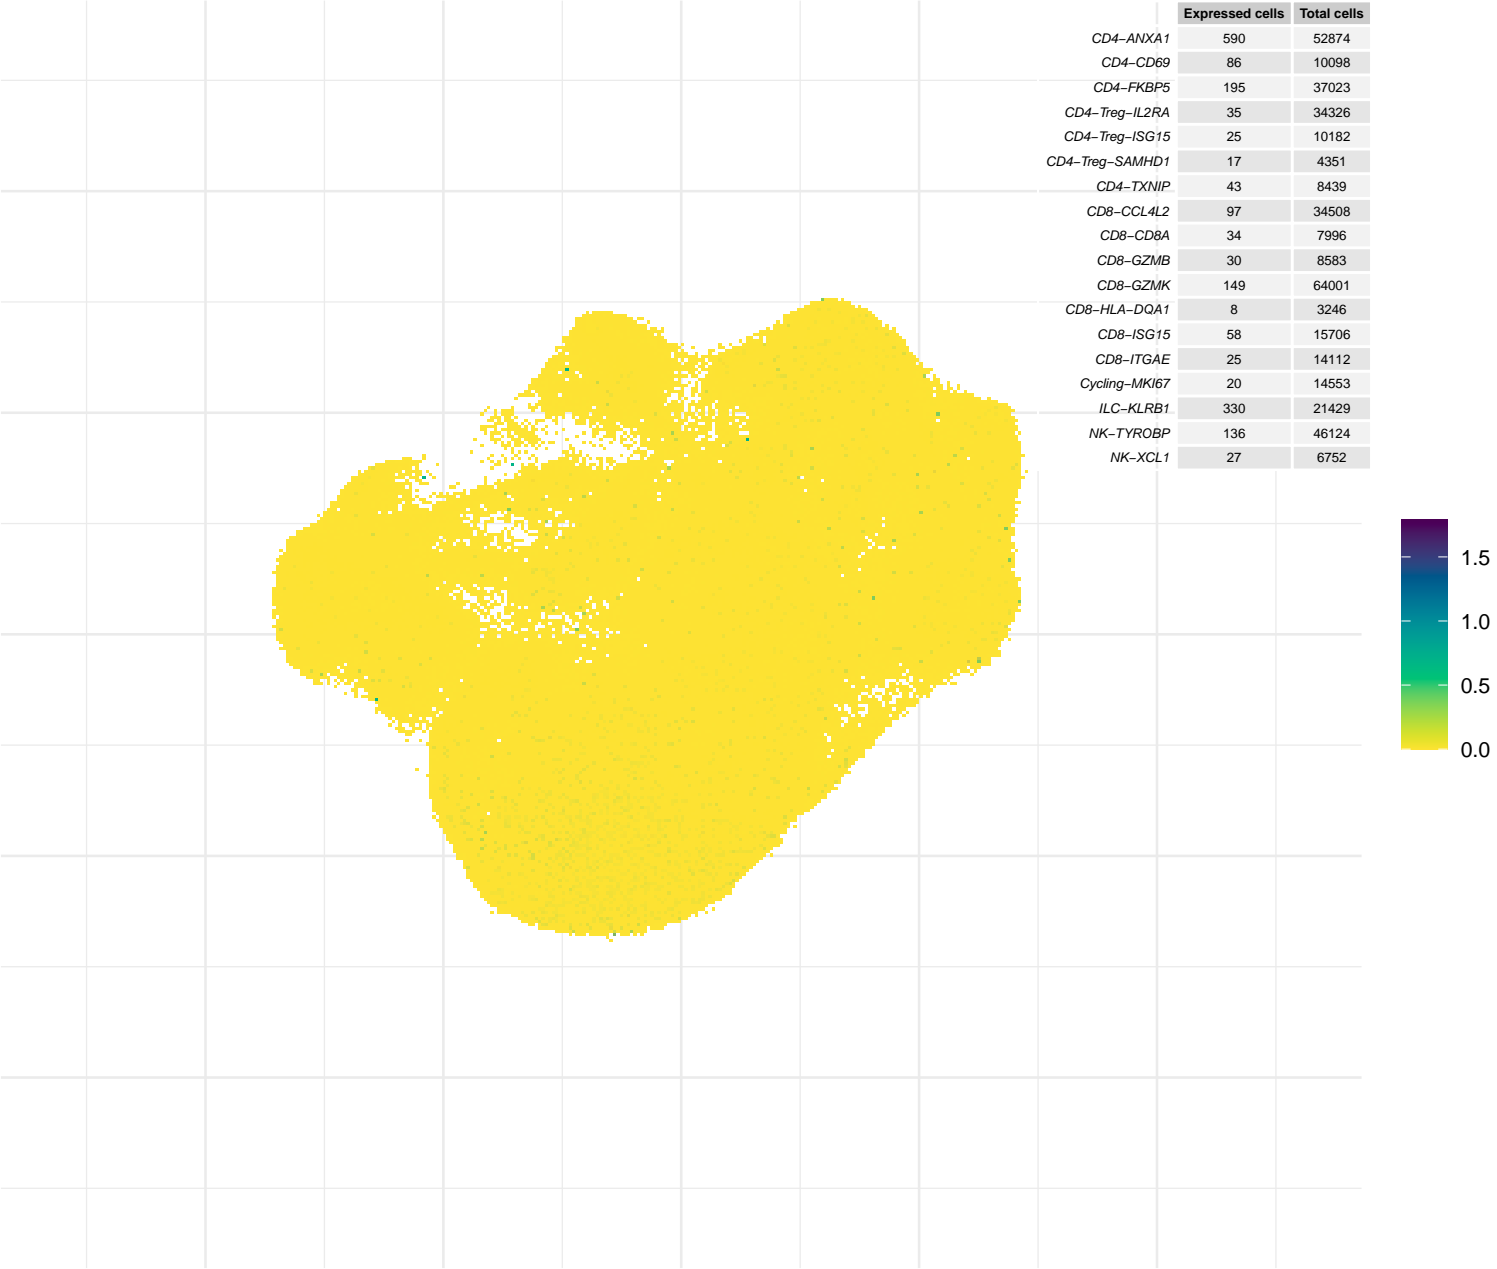 Expressed cells Total cells
CD4−ANXA1 590 52874
CD4−CD69 86 10098
CD4−FKBP5 195 37023
CD4−Treg−IL2RA 35 34326
CD4−Treg−ISG15 25 10182
CD4−Treg−SAMHD1 17 4351
CD4−TXNIP 43 8439
CD8−CCL4L2 97 34508
CD8−CD8A 34 7996
CD8−GZMB 30 8583
CD8−GZMK 149 64001
CD8−HLA−DQA1 8 3246
CD8−ISG15 58 15706
CD8−ITGAE 25 14112
Cycling−MKI67 20 14553
ILC−KLRB1 330 21429
NK−TYROBP 136 46124
NK−XCL1 27 6752
1.5
1.0
0.5
0.0